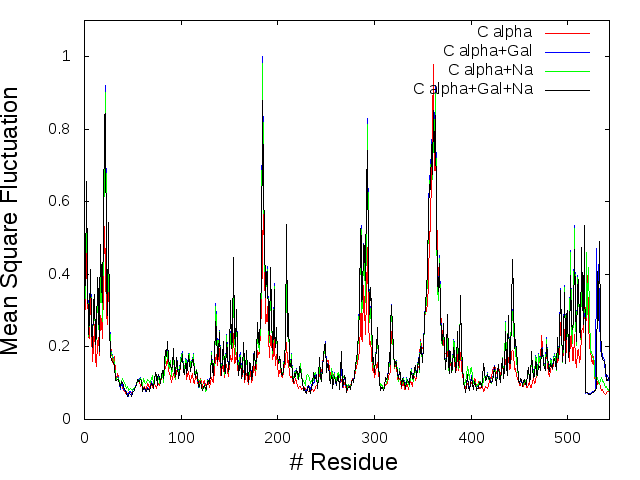 Mean Square Fluctuation
1
0.8
0.6
0.4
0.2
0
C alpha
C alpha+Gal
C alpha+Na
C alpha+Gal+Na
0 100 200 300 400 500
# Residue